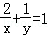 2/x + 1/y = 1